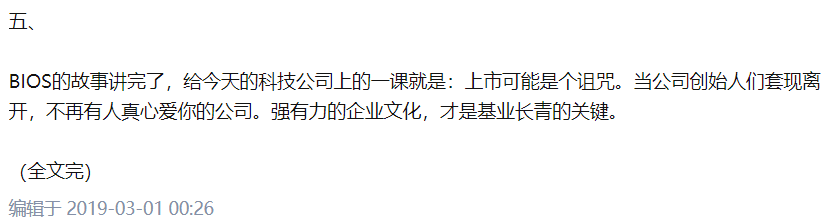 五、
BIOS的故事讲完了，给今天的科技公司上的一课就是：上市可能是个诅咒。当公司创始人们套现离
开，不再有人真心爱你的公司。强有力的企业文化，才是基业长青的关键。
（全文完）
编辑于 2019-03-01 00:26